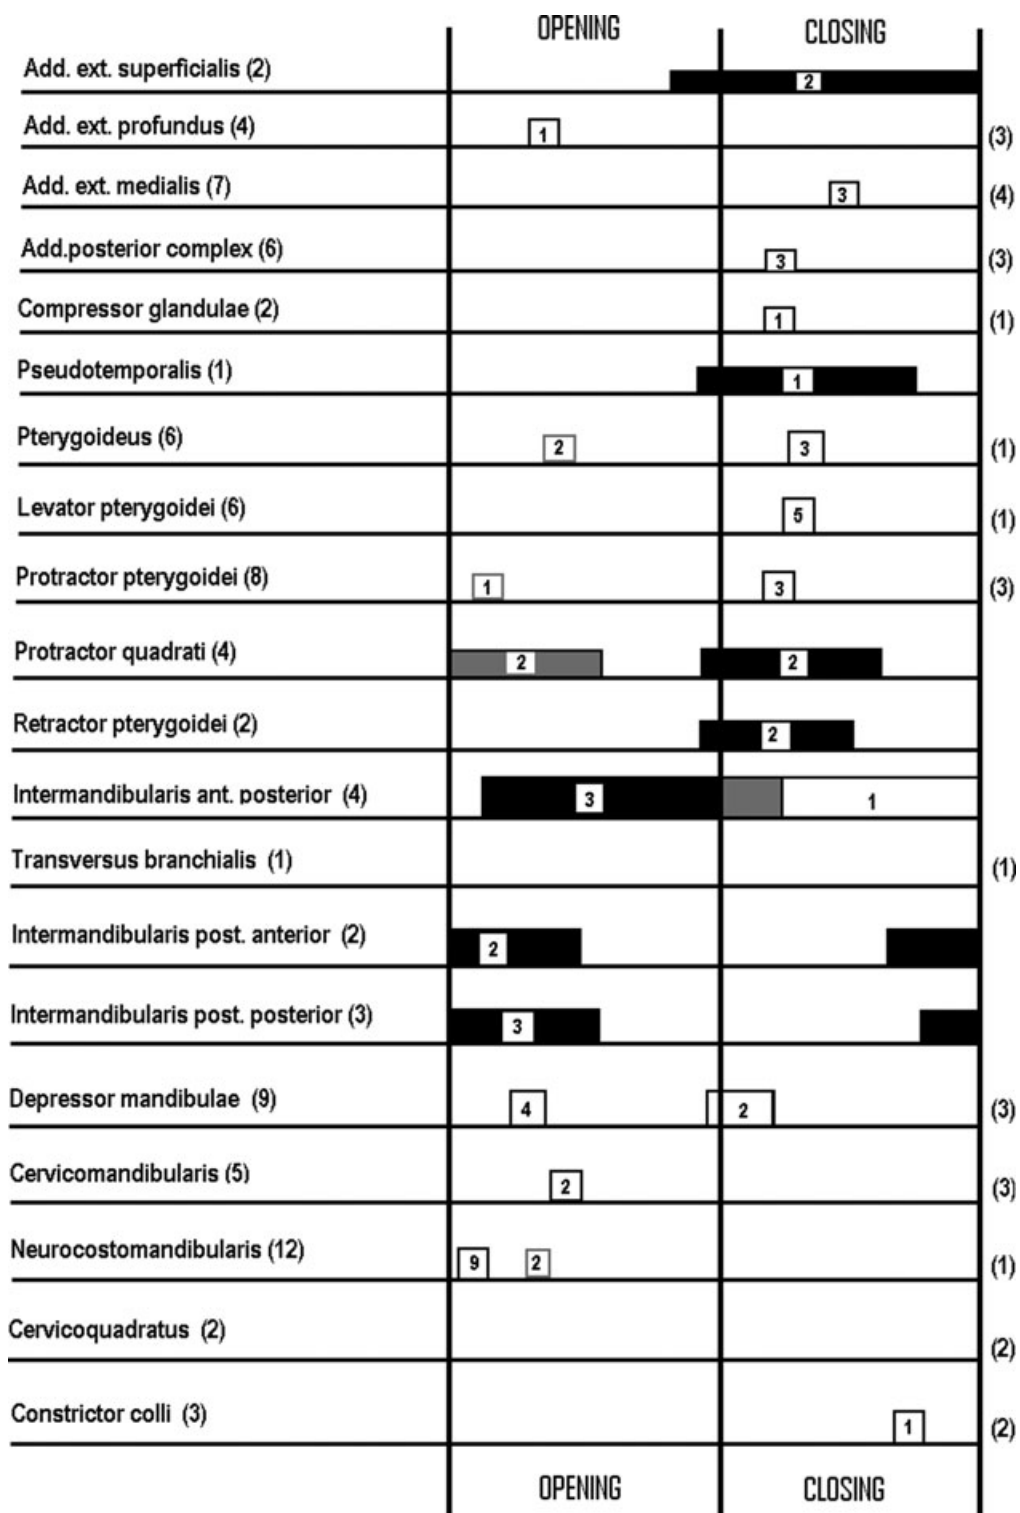 OPENING CLOSING
Add. ext. superficialis (2) 2
Add. ext. profundus (4) 1 (3)
Add. ext. medialis (7) 3 (4)
Add.posterior complex (6) 3 (3)
Compressor glandulae (2) 1 (1)
Pseudotemporalis (1) 1
Pterygoideus (6) 2 3 (1)
Levator pterygoidei (6) 5 (1)
Protractor pterygoidei (8) 1 3 (3)
Protractor quadrati (4) 2 2
Retractor pterygoidei (2) 2
Intermandibularis ant. posterior (4) 3 1
Transversus branchialis (1) (1)
Intermandibularis post. anterior (2) 2
Intermandibularis post. posterior (3) 3
Depressor mandibulae (9) 4 2 (3)
Cervicomandibularis (5) 2 (3)
Neurocostomandibularis (12) 9 2 (1)
Cervicoquadratus (2) (2)
Constrictor colli (3) 1 (2)
OPENING CLOSING